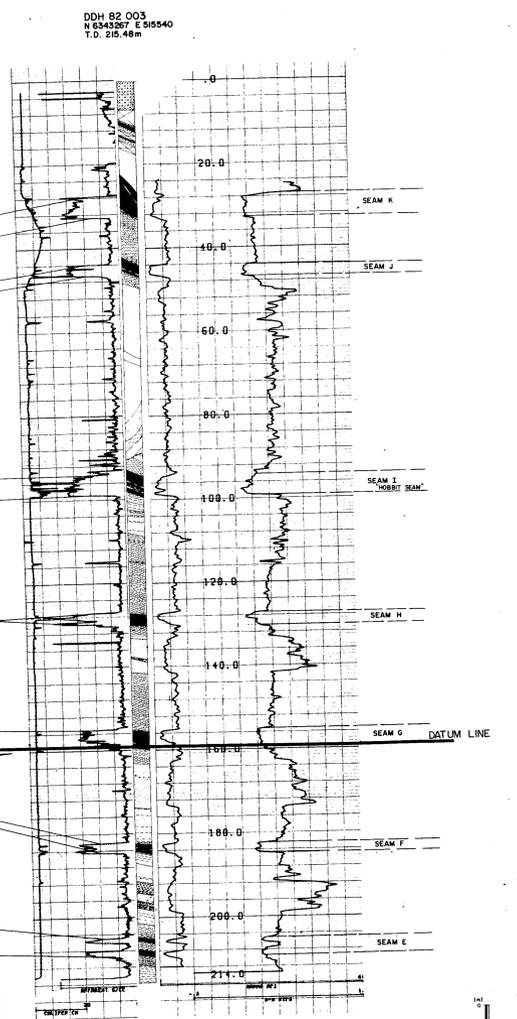 DDH 82 003
N 6343267 E 515540
T.D. 215.48m
.0
20.0
SEAM K
40.0
SEAM J
60.0
80.0
SEAM I
"HOBBIT SEAM"
100.0
120.0
SEAM H
140.0
SEAM G
DATUM LINE
160.0
180.0
SEAM F
200.0
SEAM E
214.0
20
CALIPER CM